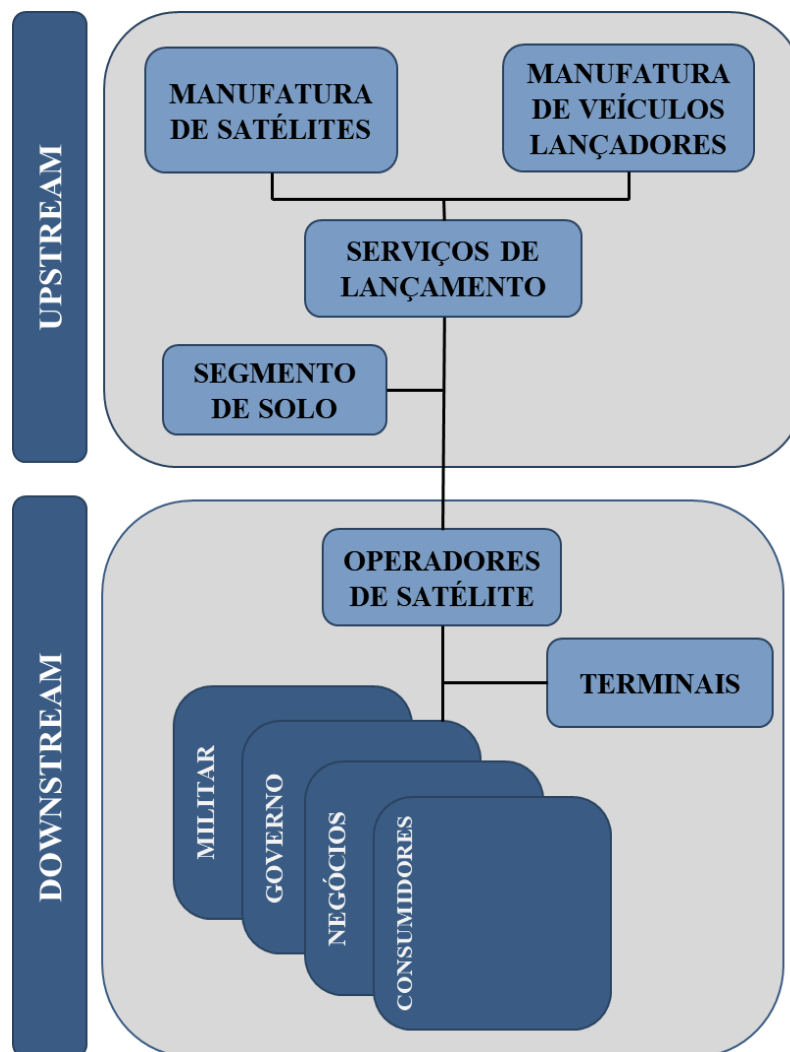 UPSTREAM
MANUFATURA
DE SATÉLITES
MANUFATURA
DE VEÍCULOS
LANÇADORES
SERVIÇOS DE
LANÇAMENTO
SEGMENTO
DE SOLO
DOWNSTREAM
OPERADORES
DE SATÉLITE
TERMINAIS
MILITAR
GOVERNO
NEGÓCIOS
CONSUMIDORES